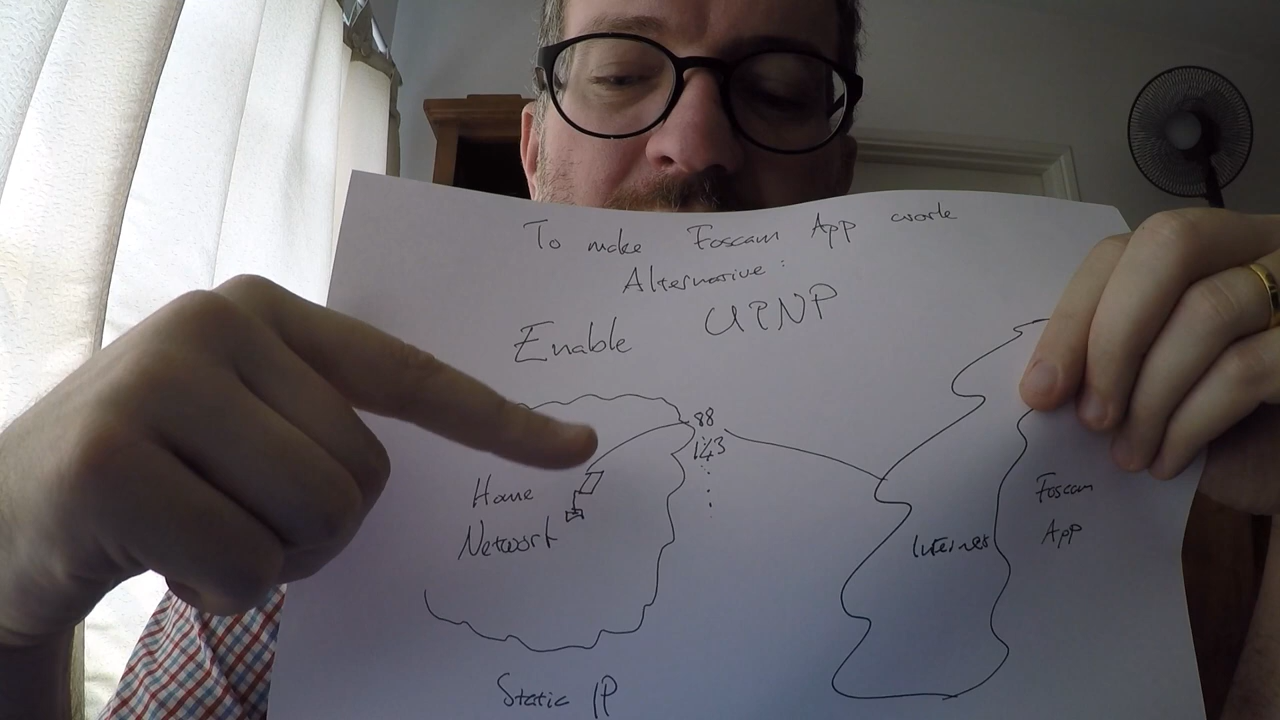 To make Foscam App work
Alternative:
Enable UPNP
88
143
Home
Network
Internet
Foscam
App
Static IP